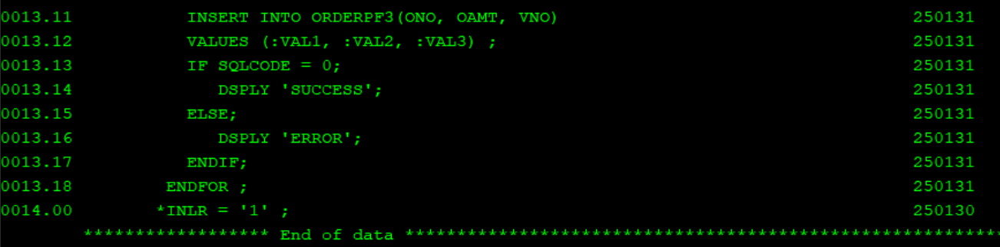 0013.11 INSERT INTO ORDERPF3(ONO, OAMT, VNO) 250131
0013.12 VALUES (:VAL1, :VAL2, :VAL3) ; 250131
0013.13 IF SQLCODE = 0; 250131
0013.14 DSPLY 'SUCCESS'; 250131
0013.15 ELSE; 250131
0013.16 DSPLY 'ERROR'; 250131
0013.17 ENDIF; 250131
0013.18 ENDFOR ; 250131
0014.00 *INLR = '1' ; 250130
****************** End of data **********************************************************